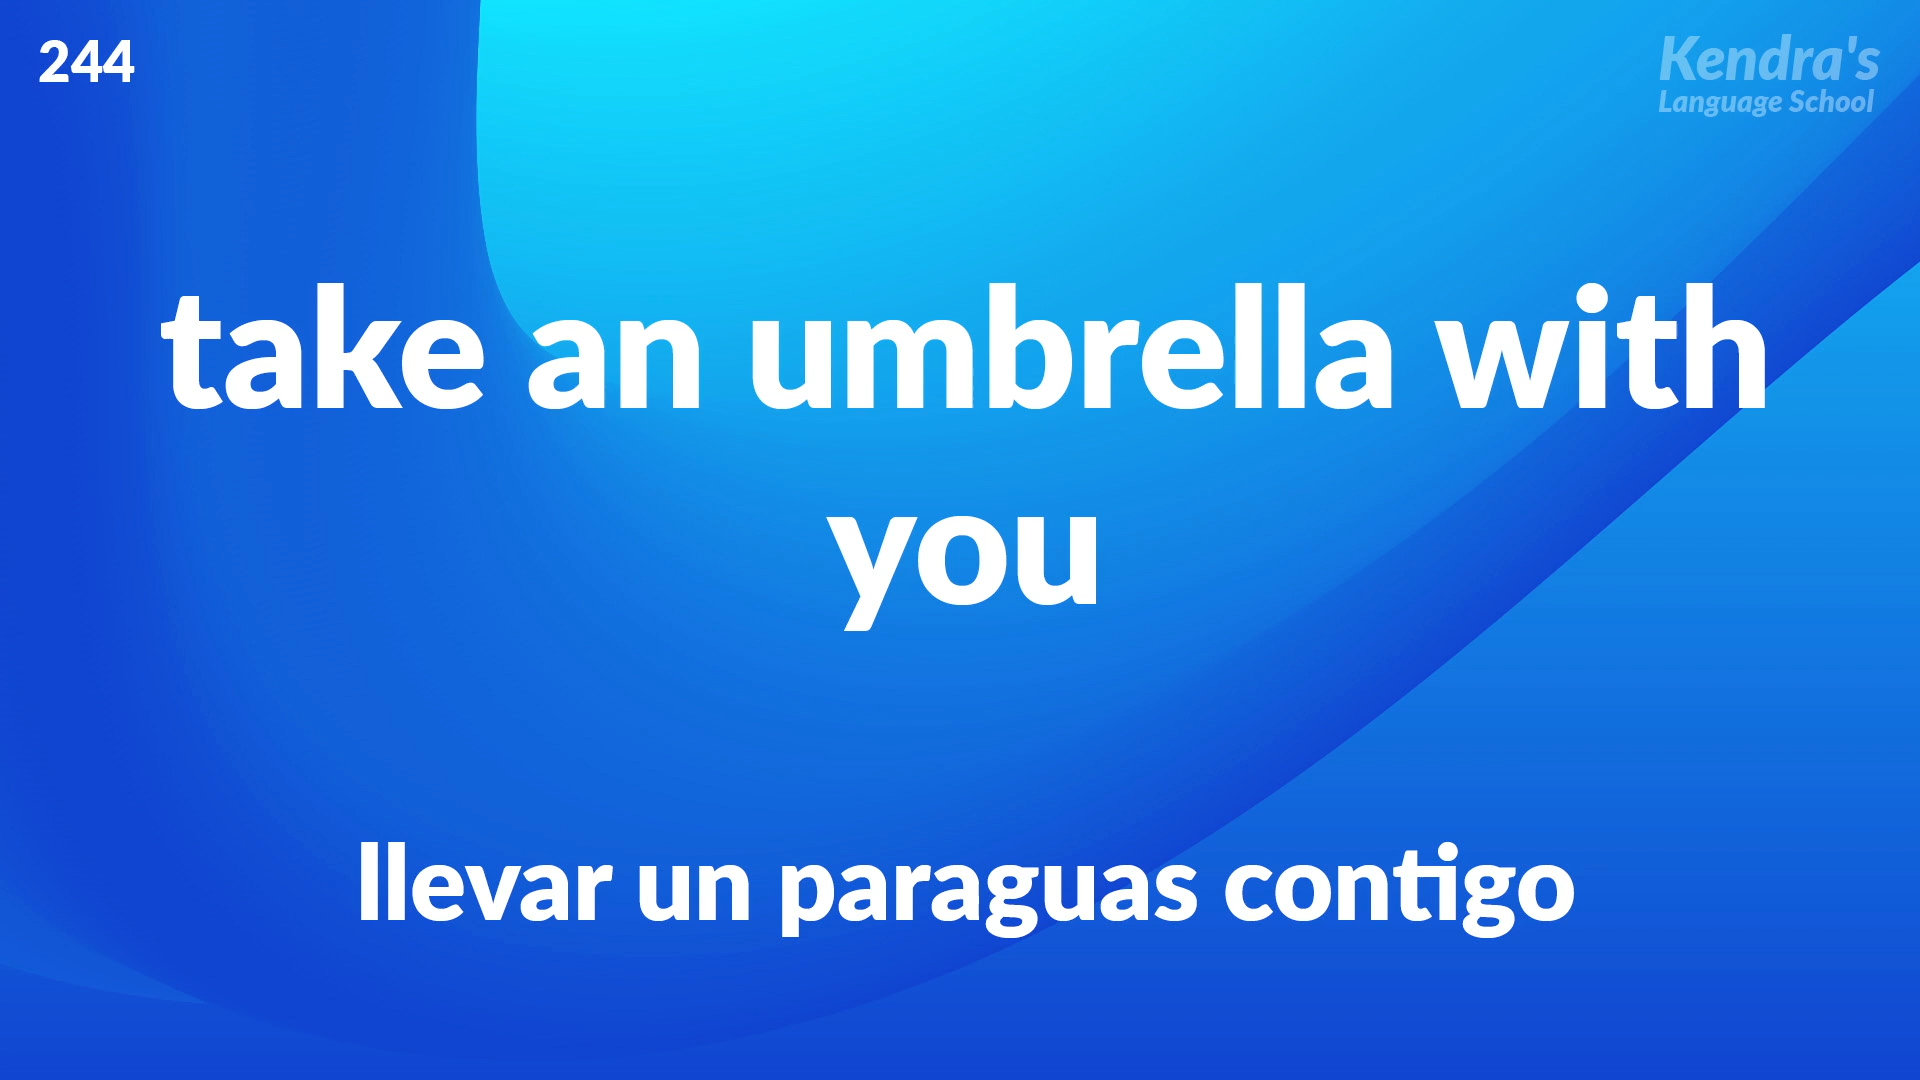 244
Kendra's
Language School
take an umbrella with
you
llevar un paraguas contigo